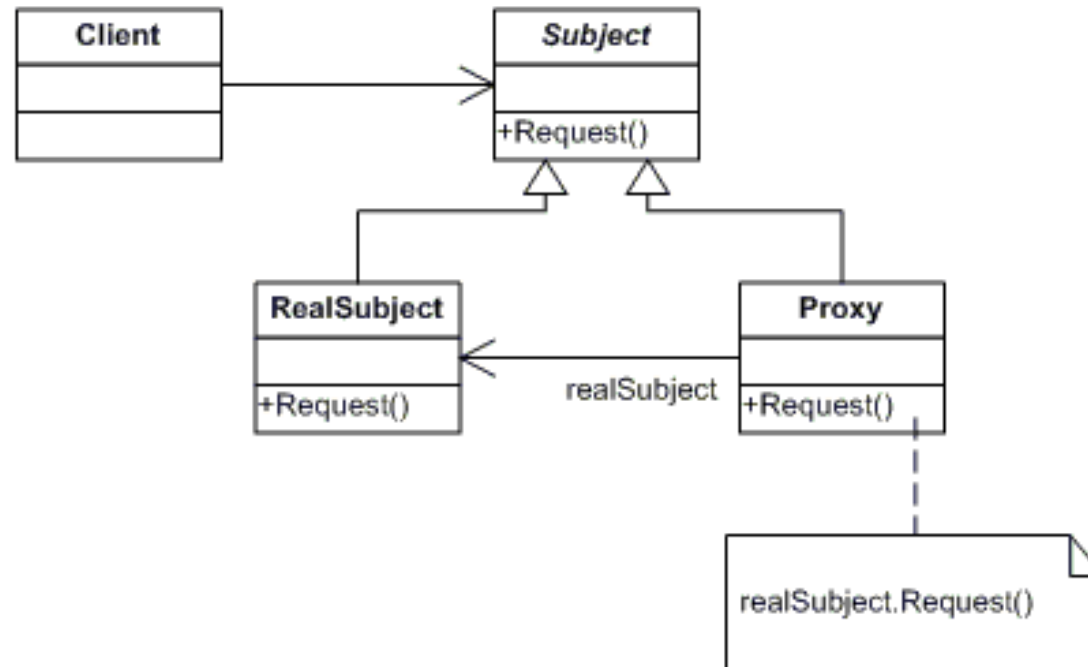 Client
Subject
+Request()
RealSubject
Proxy
realSubject
+Request()
+Request()
realSubject.Request()